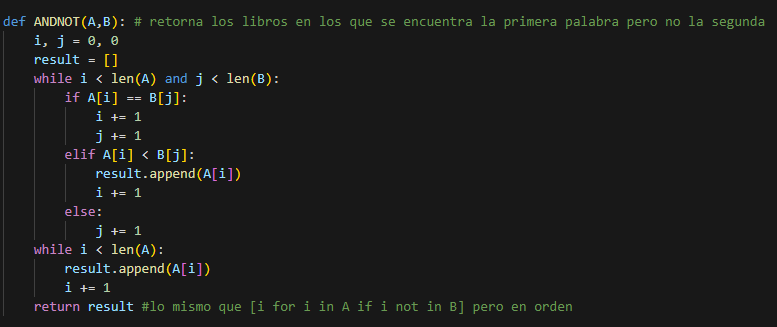 def ANDNOT(A,B): # retorna los libros en los que se encuentra la primera palabra pero no la segunda
    i, j = 0, 0
    result = []
    while i < len(A) and j < len(B):
        if A[i] == B[j]:
            i += 1
            j += 1
        elif A[i] < B[j]:
            result.append(A[i])
            i += 1
        else:
            j += 1
    while i < len(A):
        result.append(A[i])
        i += 1
    return result #lo mismo que [i for i in A if i not in B] pero en orden